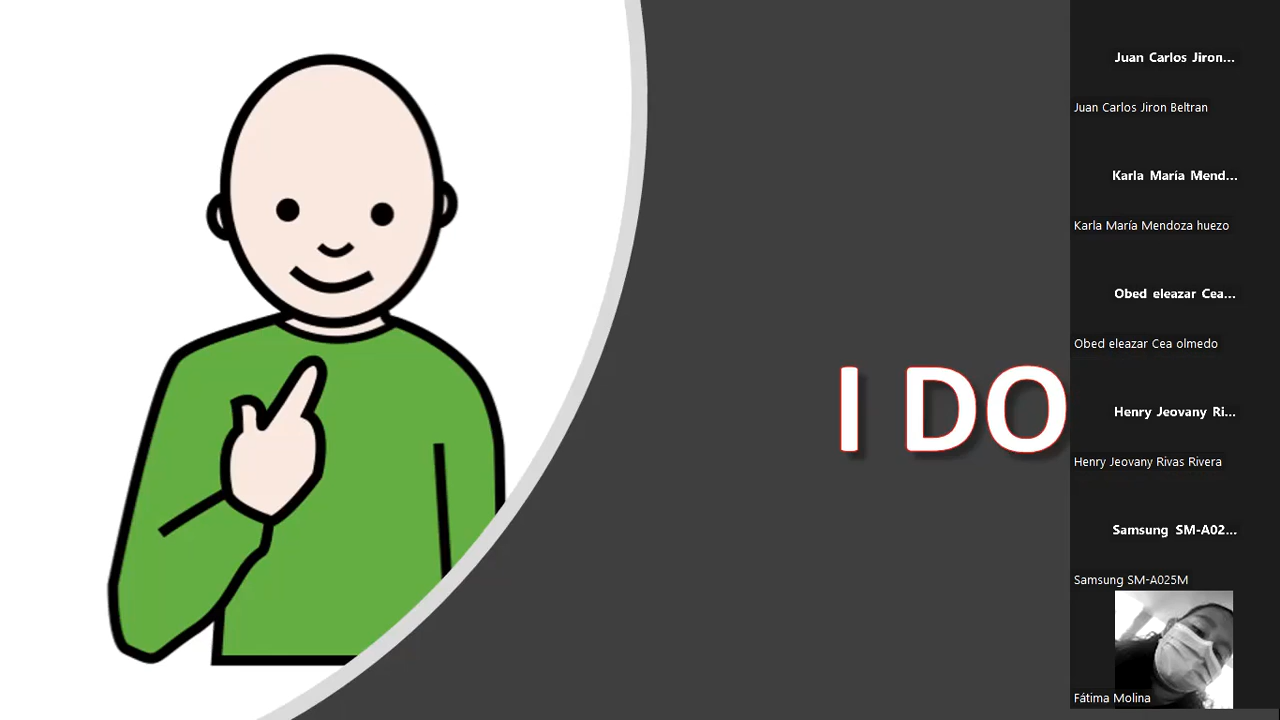 I DO
Juan Carlos Jiron...
Juan Carlos Jiron Beltran
Karla María Mend...
Karla María Mendoza huezo
Obed eleazar Cea...
Obed eleazar Cea olmedo
Henry Jeovany Ri...
Henry Jeovany Rivas Rivera
Samsung SM-A02...
Samsung SM-A025M
Fátima Molina